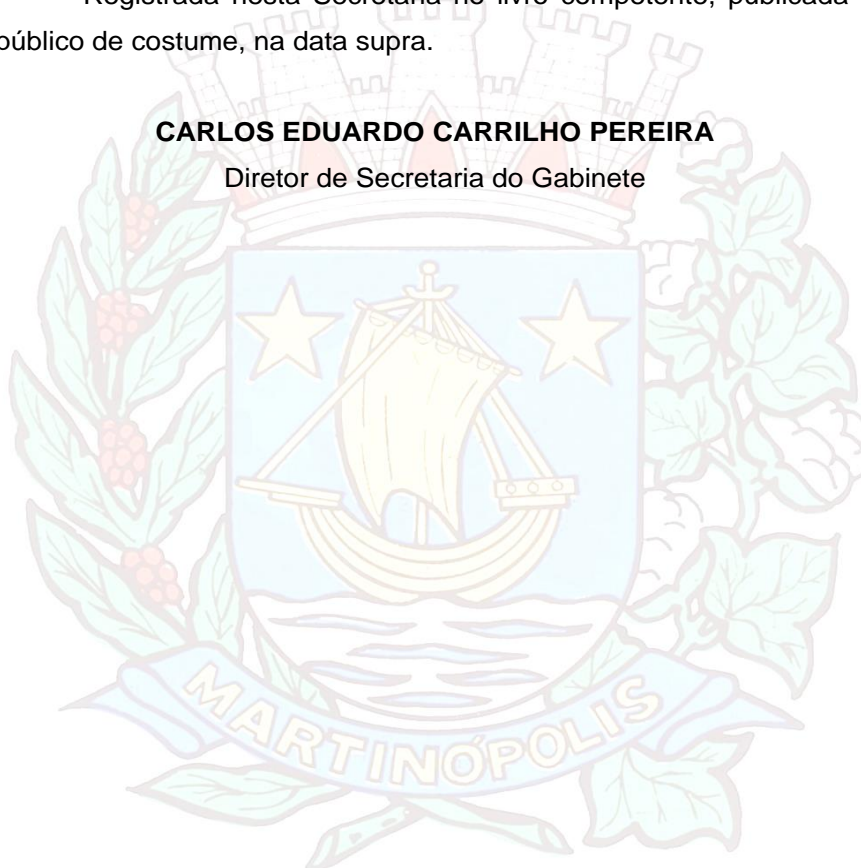 Registrada nesta Secretaria no livro competente, publicada
público de costume, na data supra.
CARLOS EDUARDO CARRILHO PEREIRA
Diretor de Secretaria do Gabinete
MARTINÓPOLIS